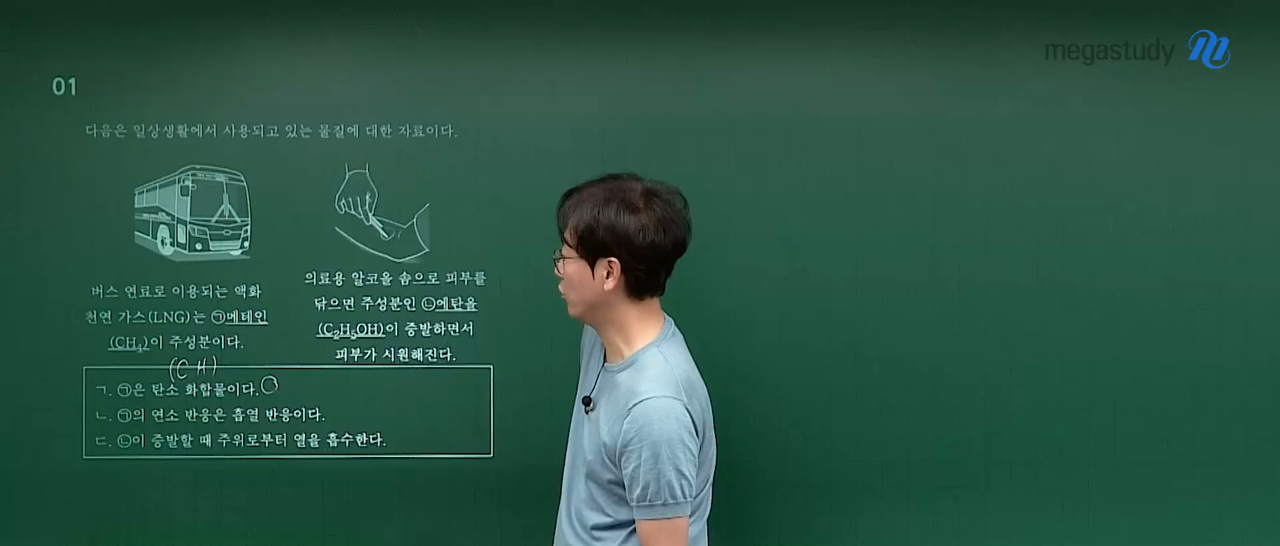 megastudy
01
다음은 일상생활에서 사용되고 있는 물질에 대한 자료이다.
버스 연료로 이용되는 액화
천연 가스(LNG)는 ㉠메테인
(CH₄)이 주성분이다.
의료용 알코올 솜으로 피부를
닦으면 주성분인 ㉡에탄올
(C₂H₅OH)이 증발하면서
피부가 시원해진다.
(CH)
ㄱ. ㉠은 탄소 화합물이다. ○
ㄴ. ㉠의 연소 반응은 흡열 반응이다.
ㄷ. ㉡이 증발할 때 주위로부터 열을 흡수한다.